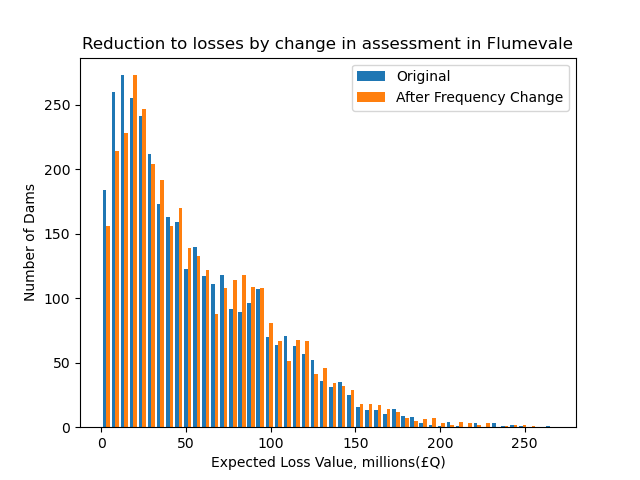 Reduction to losses by change in assessment in Flumevale
Original
After Frequency Change
Number of Dams
250
200
150
100
50
0
0 50 100 150 200 250
Expected Loss Value, millions(£Q)